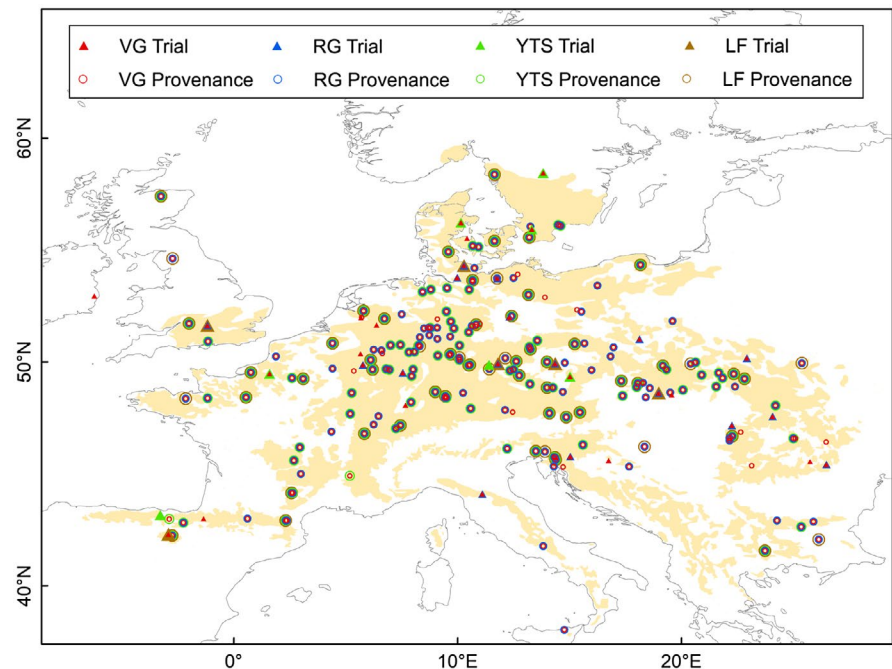 VG Trial RG Trial YTS Trial LF Trial
VG Provenance RG Provenance YTS Provenance LF Provenance
60°N
50°N
40°N
0° 10°E 20°E